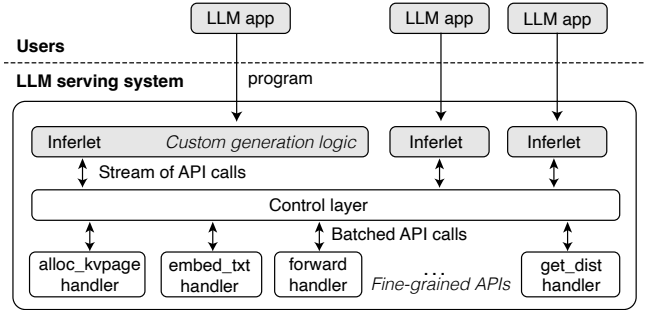 LLM app
LLM app
LLM app
Users
LLM serving system
program
Inferlet
Custom generation logic
Inferlet
Inferlet
Stream of API calls
Control layer
Batched API calls
alloc_kvpage
handler
embed_txt
handler
forward
handler
...
Fine-grained APIs
get_dist
handler